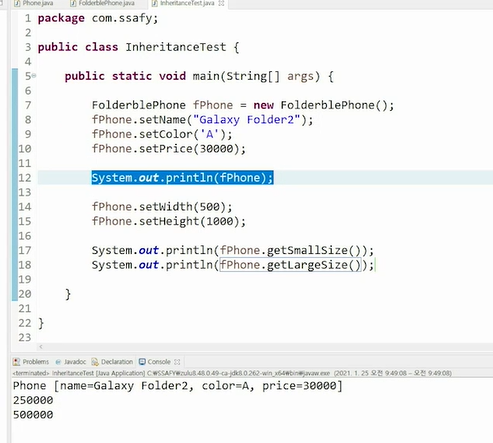 Phone.java FolderblePhone.java InheritanceTest.java
1 package com.ssafy;
2
3 public class InheritanceTest {
4
5 public static void main(String[] args) {
6
7 FolderblePhone fPhone = new FolderblePhone();
8 fPhone.setName("Galaxy Folder2");
9 fPhone.setColor('A');
10 fPhone.setPrice(30000);
11
12 System.out.println(fPhone);
13
14 fPhone.setWidth(500);
15 fPhone.setHeight(1000);
16
17 System.out.println(fPhone.getSmallSize());
18 System.out.println(fPhone.getLargeSize());
19
20 }
21
22 }
23
Problems Javadoc Declaration Console
<terminated> InheritanceTest [Java Application] C:₩SSAFY₩zulu8.48.0.49-ca-jdk8.0.262-win_x64₩bin₩javaw.exe (2021. 1. 25 오전 9:49:08 – 오전 9:49:08)
Phone [name=Galaxy Folder2, color=A, price=30000]
250000
500000